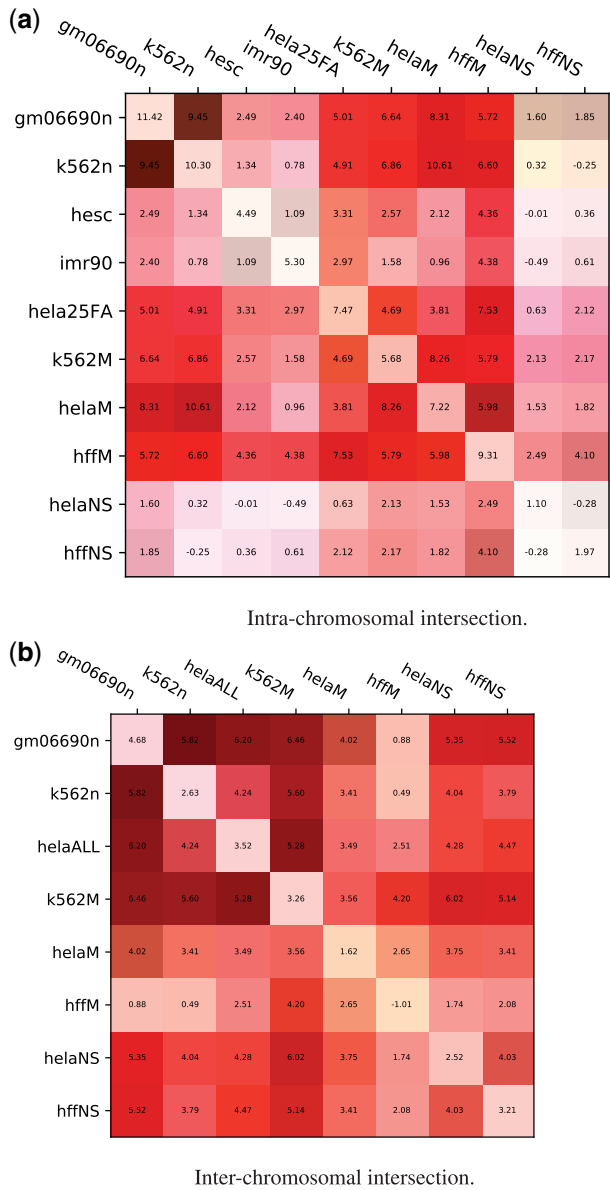 (a)
gm06690n k562n hesc imr90 hela25FA k562M helaM hffM helaNS hffNS
gm06690n 11.42 9.45 2.49 2.40 5.01 6.64 8.31 5.72 1.60 1.85
k562n 9.45 10.30 1.34 0.78 4.91 6.86 10.61 6.60 0.32 -0.25
hesc 2.49 1.34 4.49 1.09 3.31 2.57 2.12 4.36 -0.01 0.36
imr90 2.40 0.78 1.09 5.30 2.97 1.58 0.96 4.38 -0.49 0.61
hela25FA 5.01 4.91 3.31 2.97 7.47 4.69 3.81 7.53 0.63 2.12
k562M 6.64 6.86 2.57 1.58 4.69 5.68 8.26 5.79 2.13 2.17
helaM 8.31 10.61 2.12 0.96 3.81 8.26 7.22 5.98 1.53 1.82
hffM 5.72 6.60 4.36 4.38 7.53 5.79 5.98 9.31 2.49 4.10
helaNS 1.60 0.32 -0.01 -0.49 0.63 2.13 1.53 2.49 1.10 -0.28
hffNS 1.85 -0.25 0.36 0.61 2.12 2.17 1.82 4.10 -0.28 1.97
Intra-chromosomal intersection.
(b)
gm06690n k562n helaALL k562M helaM hffM helaNS hffNS
gm06690n 4.68 5.82 6.20 6.46 4.02 0.88 5.35 5.52
k562n 5.82 2.63 4.24 5.60 3.41 0.49 4.04 3.79
helaALL 6.20 4.24 3.52 5.28 3.49 2.51 4.28 4.47
k562M 6.46 5.60 5.28 3.26 3.56 4.20 6.02 5.14
helaM 4.02 3.41 3.49 3.56 1.62 2.65 3.75 3.41
hffM 0.88 0.49 2.51 4.20 2.65 -1.01 1.74 2.08
helaNS 5.35 4.04 4.28 6.02 3.75 1.74 2.52 4.03
hffNS 5.52 3.79 4.47 5.14 3.41 2.08 4.03 3.21
Inter-chromosomal intersection.